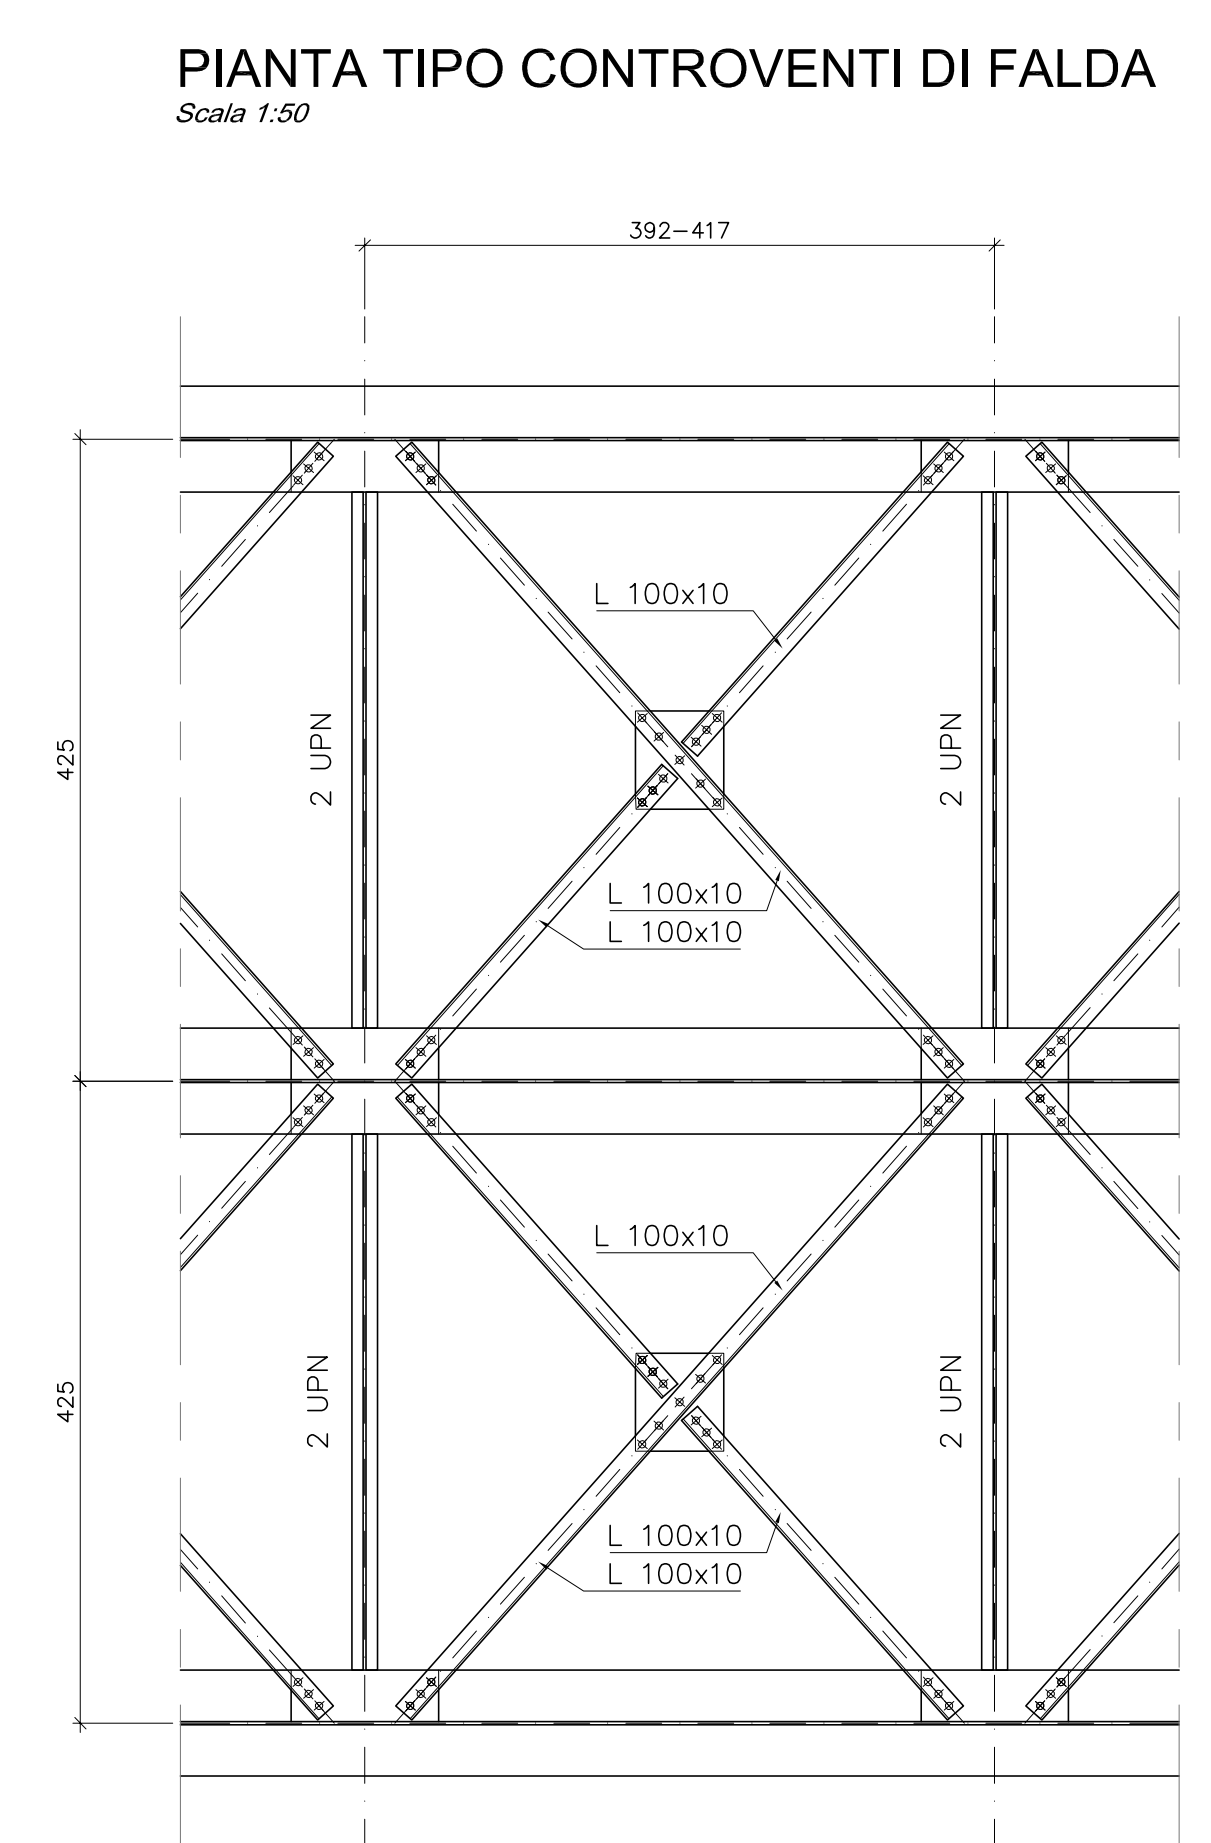 PIANTA TIPO CONTROVENTI DI FALDA
Scala 1:50
392-417
L 100x10
425
2 UPN
2 UPN
L 100x10
L 100x10
L 100x10
425
2 UPN
2 UPN
L 100x10
L 100x10